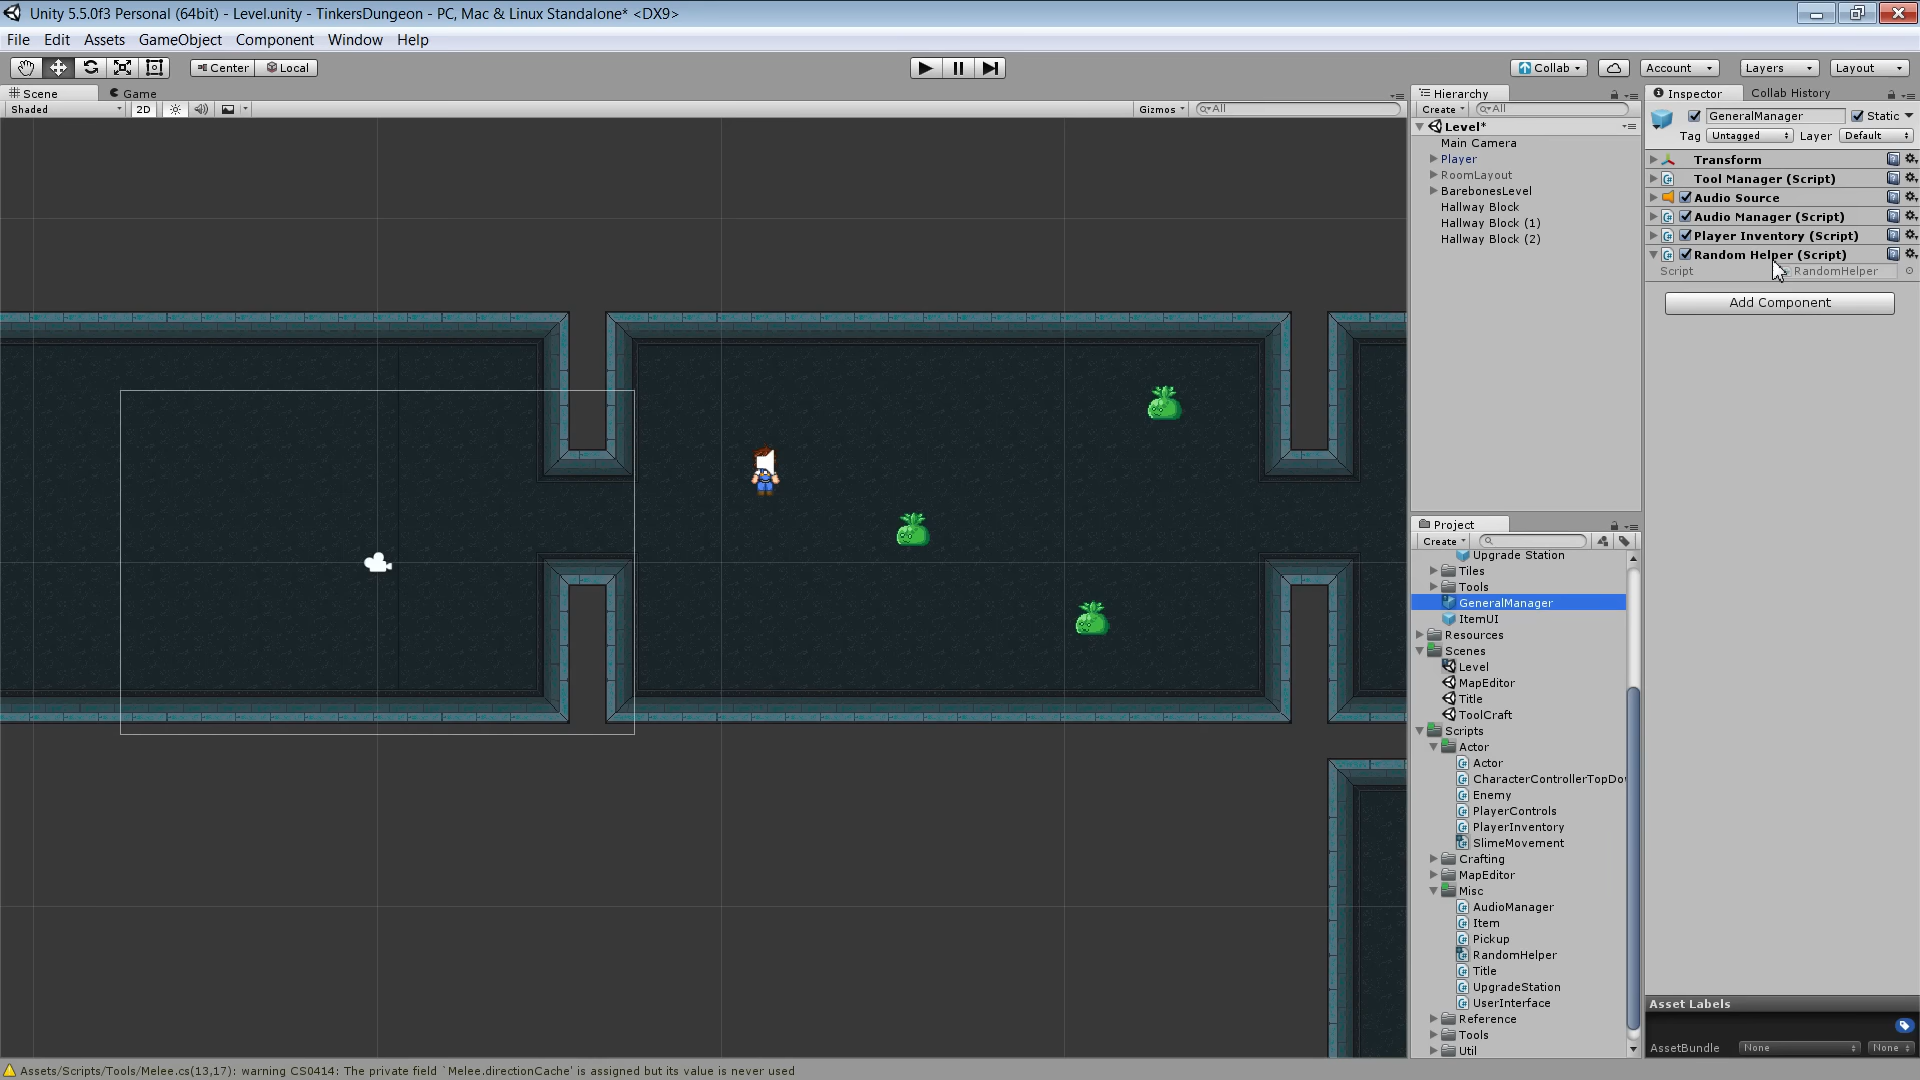 Unity 5.5.0f3 Personal (64bit) - Level.unity - TinkersDungeon - PC, Mac & Linux Standalone* <DX9>
File Edit Assets GameObject Component Window Help
Center Local Collab Account Layers Layout
Scene Game
Shaded 2D Gizmos All
Hierarchy
Create All
Level*
Main Camera
Player
RoomLayout
BarebonesLevel
Hallway Block
Hallway Block (1)
Hallway Block (2)
Project
Create
Upgrade Station
Tiles
Tools
GeneralManager
ItemUI
Resources
Scenes
Level
MapEditor
Title
ToolCraft
Scripts
Actor
Actor
CharacterControllerTopDo
Enemy
PlayerControls
PlayerInventory
SlimeMovement
Crafting
MapEditor
Misc
AudioManager
Item
Pickup
RandomHelper
Title
UpgradeStation
UserInterface
Reference
Tools
Util
Inspector Collab History
GeneralManager Static
Tag Untagged Layer Default
Transform
Tool Manager (Script)
Audio Source
Audio Manager (Script)
Player Inventory (Script)
Random Helper (Script)
Script RandomHelper
Add Component
Asset Labels
AssetBundle None None
Assets/Scripts/Tools/Melee.cs(13,17): warning CS0414: The private field `Melee.directionCache' is assigned but its value is never used